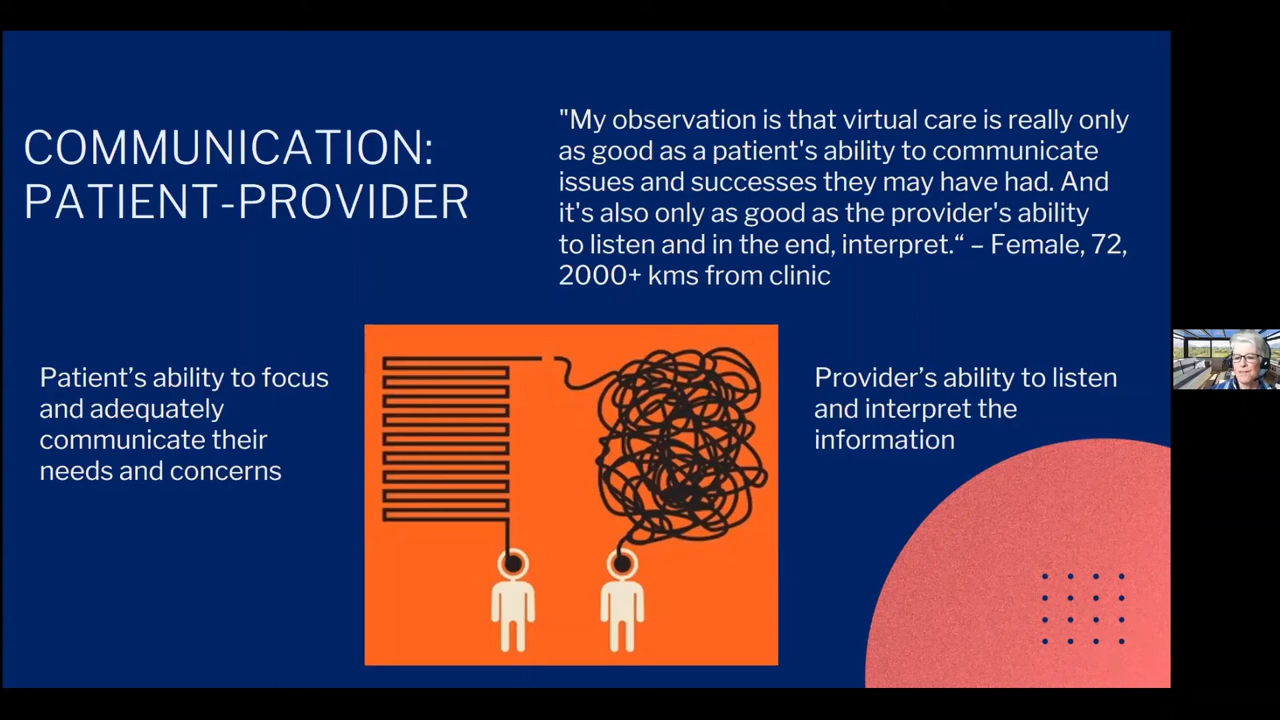 COMMUNICATION:
PATIENT-PROVIDER
"My observation is that virtual care is really only
as good as a patient's ability to communicate
issues and successes they may have had. And
it's also only as good as the provider's ability
to listen and in the end, interpret.“ – Female, 72,
2000+ kms from clinic
Patient’s ability to focus
and adequately
communicate their
needs and concerns
Provider’s ability to listen
and interpret the
information